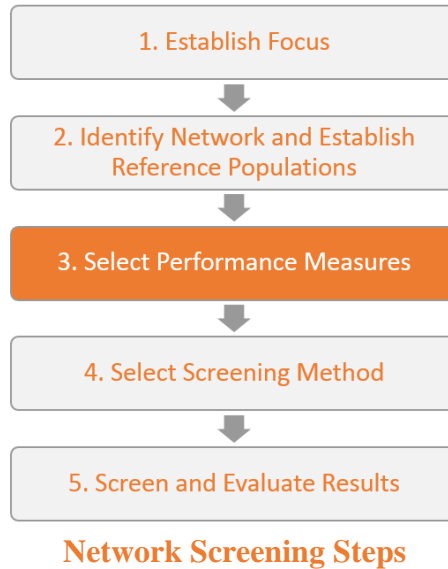 1. Establish Focus
2. Identify Network and Establish
Reference Populations
3. Select Performance Measures
4. Select Screening Method
5. Screen and Evaluate Results
Network Screening Steps